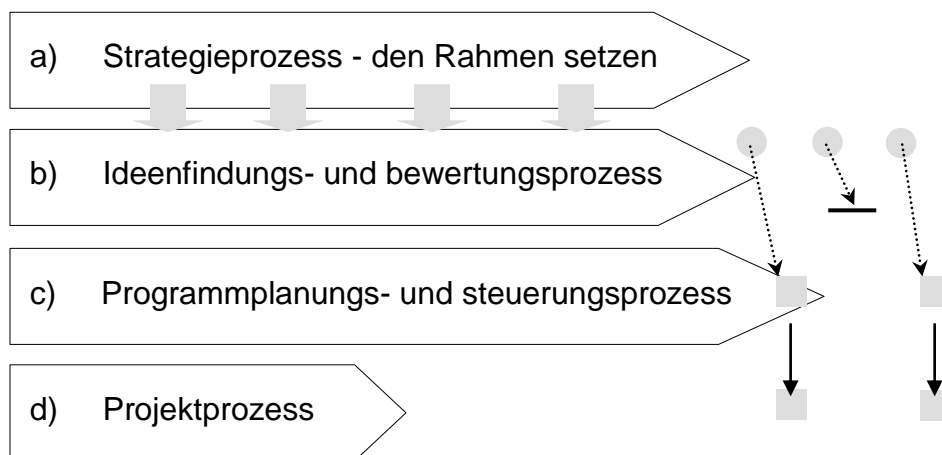 a) Strategieprozess - den Rahmen setzen
b) Ideenfindungs- und bewertungsprozess
c) Programmplanungs- und steuerungsprozess
d) Projektprozess